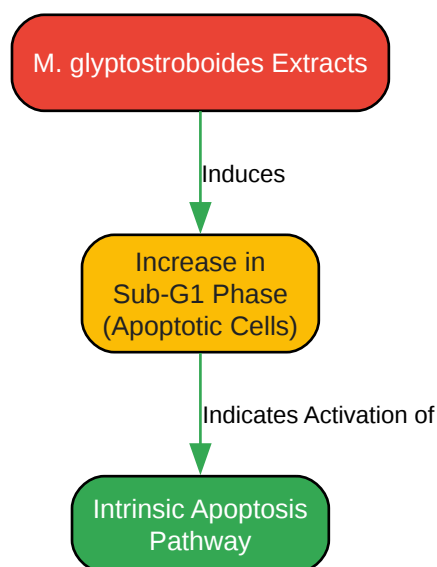 M. glyptostroboides Extracts
Induces
Increase in
Sub-G1 Phase
(Apoptotic Cells)
Indicates Activation of
Intrinsic Apoptosis
Pathway